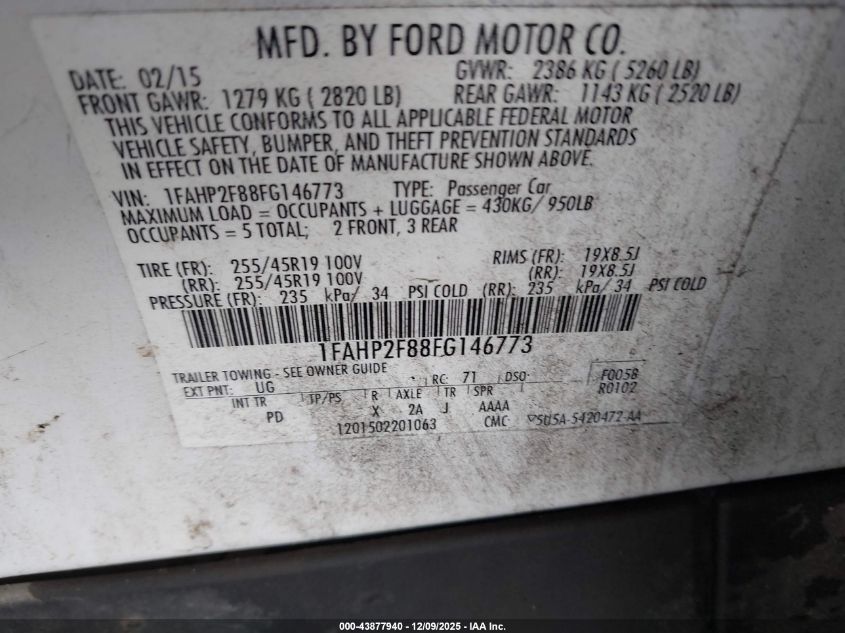 MFD. BY FORD MOTOR CO.
DATE: 02/15 GVWR: 2386 KG ( 5260 LB)
FRONT GAWR: 1279 KG ( 2820 LB) REAR GAWR: 1143 KG ( 2520 LB)
THIS VEHICLE CONFORMS TO ALL APPLICABLE FEDERAL MOTOR
VEHICLE SAFETY, BUMPER, AND THEFT PREVENTION STANDARDS
IN EFFECT ON THE DATE OF MANUFACTURE SHOWN ABOVE.
VIN: 1FAHP2F88FG146773 TYPE: Passenger Car
MAXIMUM LOAD = OCCUPANTS + LUGGAGE = 430KG/ 950LB
OCCUPANTS = 5 TOTAL; 2 FRONT, 3 REAR
TIRE (FR): 255/45R19 100V RIMS (FR): 19X8.5J
(RR): 255/45R19 100V (RR): 19X8.5J
PRESSURE (FR): 235 kPa/ 34 PSI COLD (RR): 235 kPa/ 34 PSI COLD
1FAHP2F88FG146773
TRAILER TOWING - SEE OWNER GUIDE
EXT PNT: UG RC: 71 DSO: F0058
R0102
INT TR TP/PS R AXLE TR SPR
PD X 2A J AAAA
1201502201063 CMC 5U5A-5420472-AA
000-43877940 | 12/09/2025 - IAA Inc.